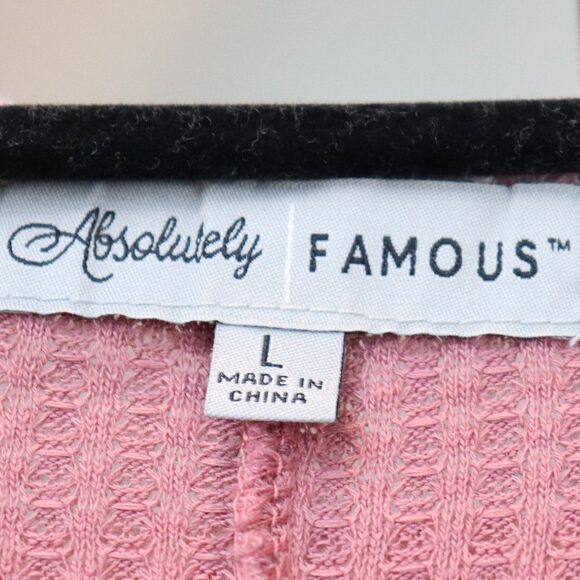 Absolutely | FAMOUS™
L
MADE IN
CHINA